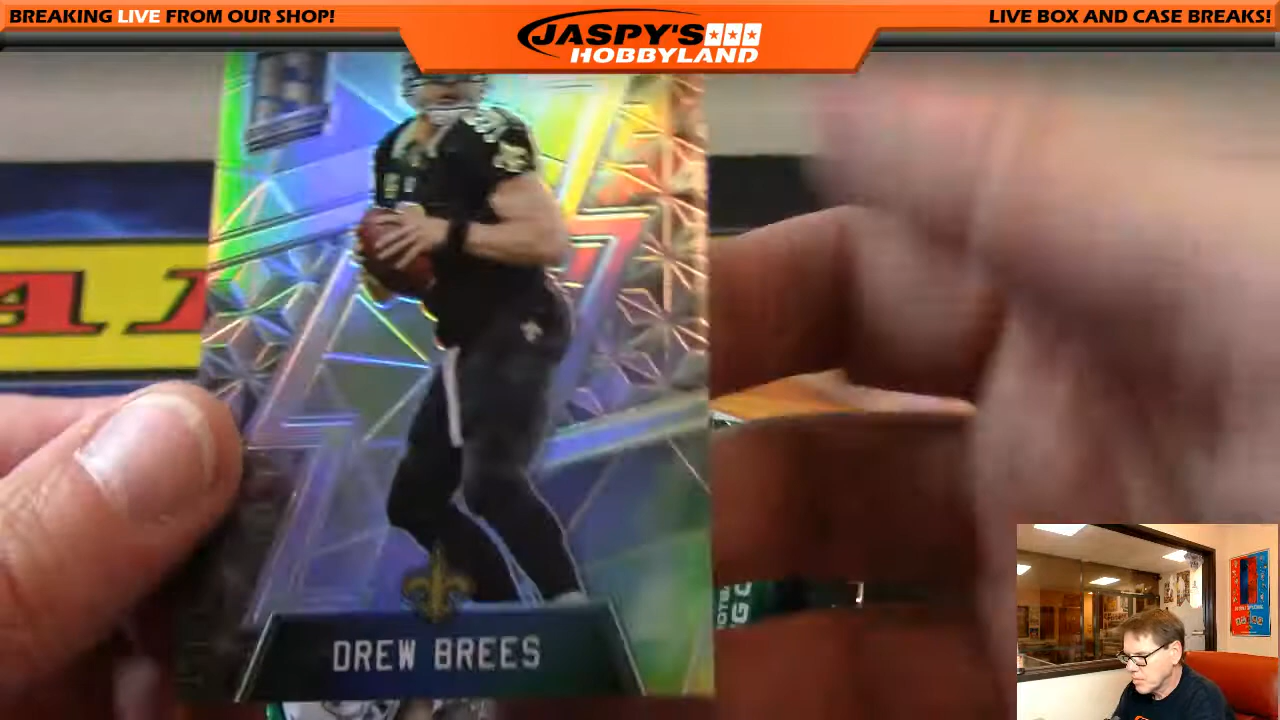 BREAKING LIVE FROM OUR SHOP!
JASPY'S
HOBBYLAND
LIVE BOX AND CASE BREAKS!
DREW BREES